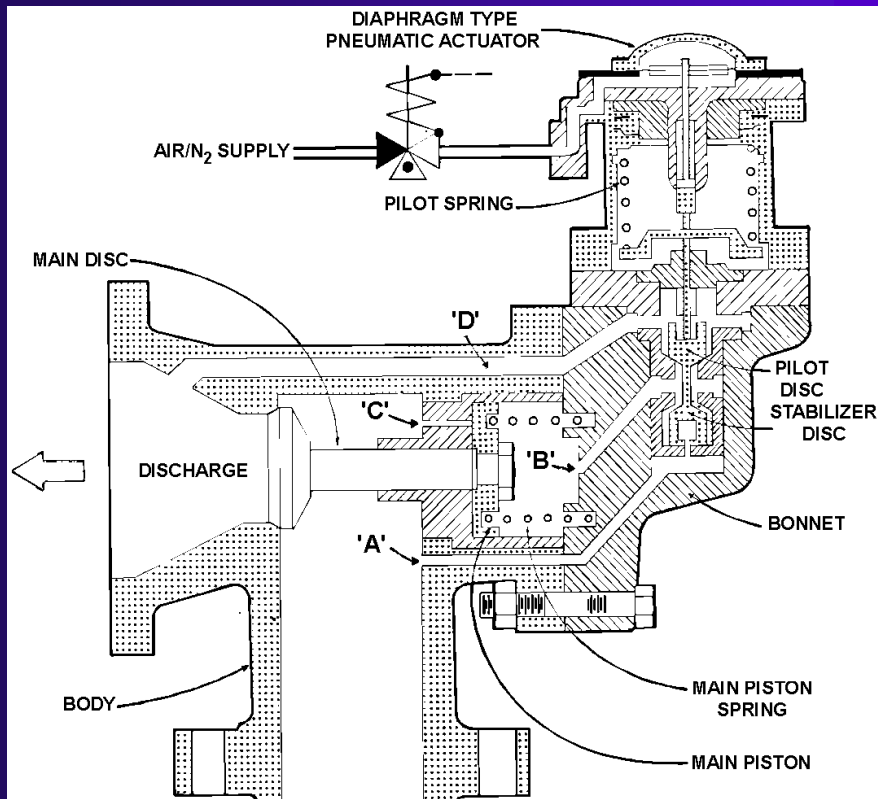 DIAPHRAGM TYPE
PNEUMATIC ACTUATOR
AIR/N₂ SUPPLY
PILOT SPRING
MAIN DISC
'D'
PILOT
DISC
STABILIZER
DISC
'C'
'B'
DISCHARGE
BONNET
'A'
MAIN PISTON
SPRING
BODY
MAIN PISTON